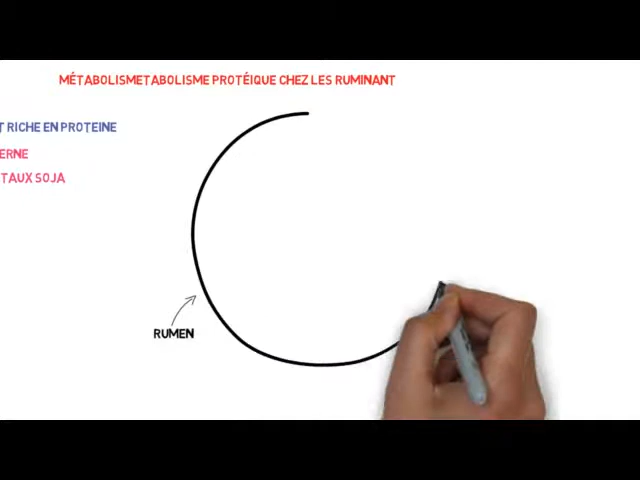 MÉTABOLISMETABOLISME PROTÉIQUE CHEZ LES RUMINANT
T RICHE EN PROTEINE
ERNE
TAUX SOJA
RUMEN